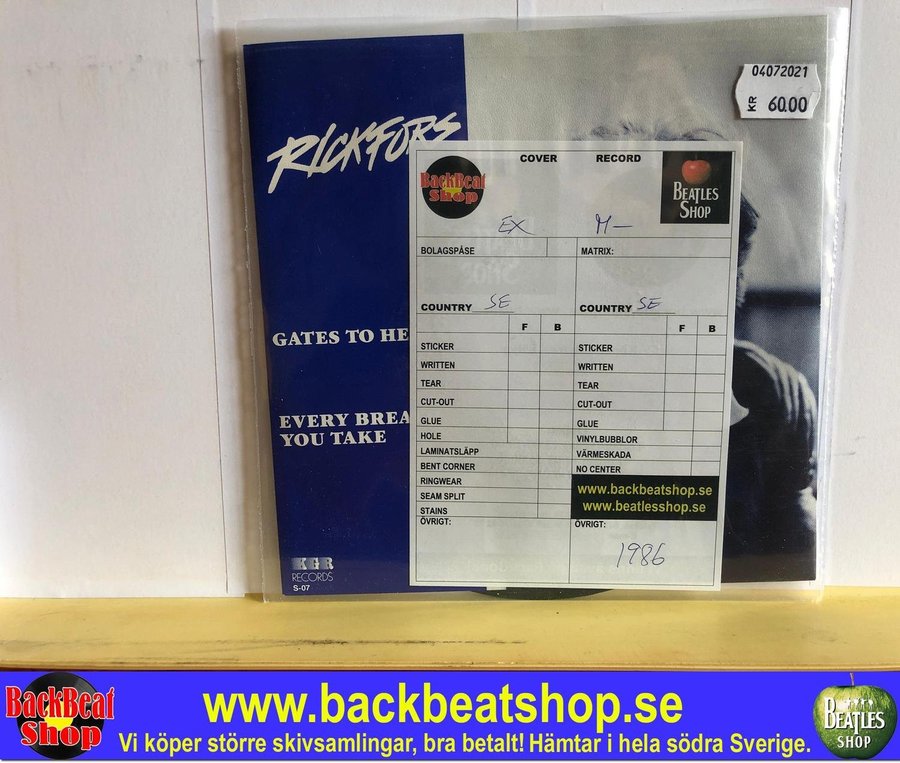 04072021
KR 60.00
RICKFORS
GATES TO HE
EVERY BREA
YOU TAKE
KGR
RECORDS
S-07
COVER RECORD
BackBeat
Shop
BEATLES
SHOP
EX M-
BOLAGSPÅSE MATRIX:
COUNTRY SE COUNTRY SE
F B F B
STICKER STICKER
WRITTEN WRITTEN
TEAR TEAR
CUT-OUT CUT-OUT
GLUE GLUE
HOLE VINYLBUBBLOR
LAMINATSLÄPP VÄRMESKADA
BENT CORNER NO CENTER
RINGWEAR
SEAM SPLIT
STAINS
www.backbeatshop.se
www.beatlesshop.se
ÖVRIGT: ÖVRIGT:
1986
BackBeat
Shop
www.backbeatshop.se
Vi köper större skivsamlingar, bra betalt! Hämtar i hela södra Sverige.
BEATLES
SHOP